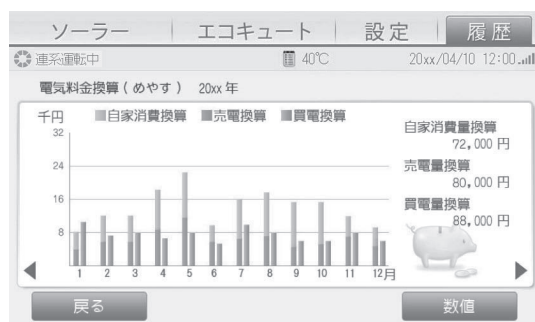 ソーラー エコキュート 設定 履歴
連系運転中 40℃ 20xx/04/10 12:00
電気料金換算（めやす） 20xx 年
千円 自家消費換算 売電換算 買電換算
32
24
16
8
1 2 3 4 5 6 7 8 9 10 11 12月
自家消費量換算
72,000 円
売電量換算
80,000 円
買電量換算
88,000 円
戻る 数値